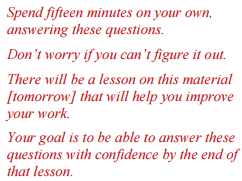 Spend fifteen minutes on your own,
answering these questions.
Don't worry if you can't figure it out.
There will be a lesson on this material
[tomorrow] that will help you improve
your work.
Your goal is to be able to answer these
questions with confidence by the end of
that lesson.